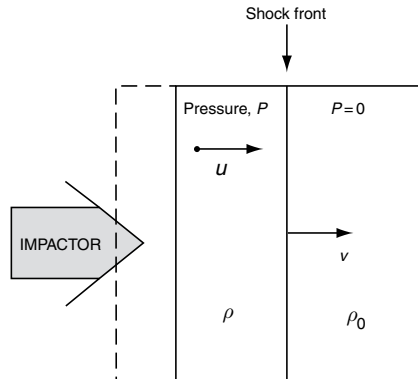 Shock front
Pressure, P
P = 0
u
IMPACTOR
v
ρ
ρ₀